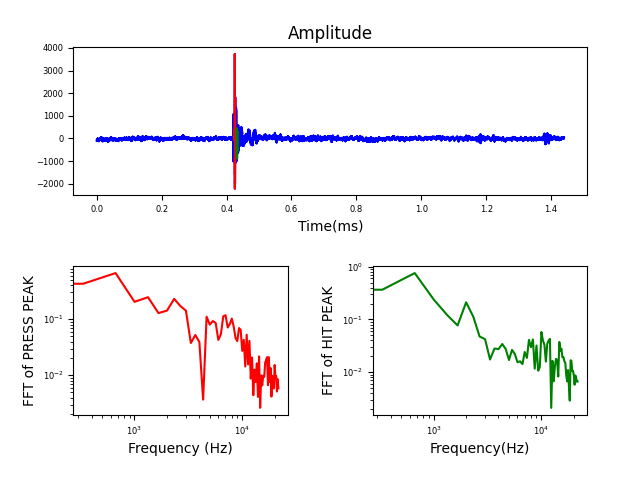 Amplitude
4000
3000
2000
1000
0
−1000
−2000
0.0 0.2 0.4 0.6 0.8 1.0 1.2 1.4
Time(ms)
FFT of PRESS PEAK
10⁻¹
10⁻²
10³ 10⁴
Frequency (Hz)
FFT of HIT PEAK
10⁰
10⁻¹
10⁻²
10³ 10⁴
Frequency(Hz)